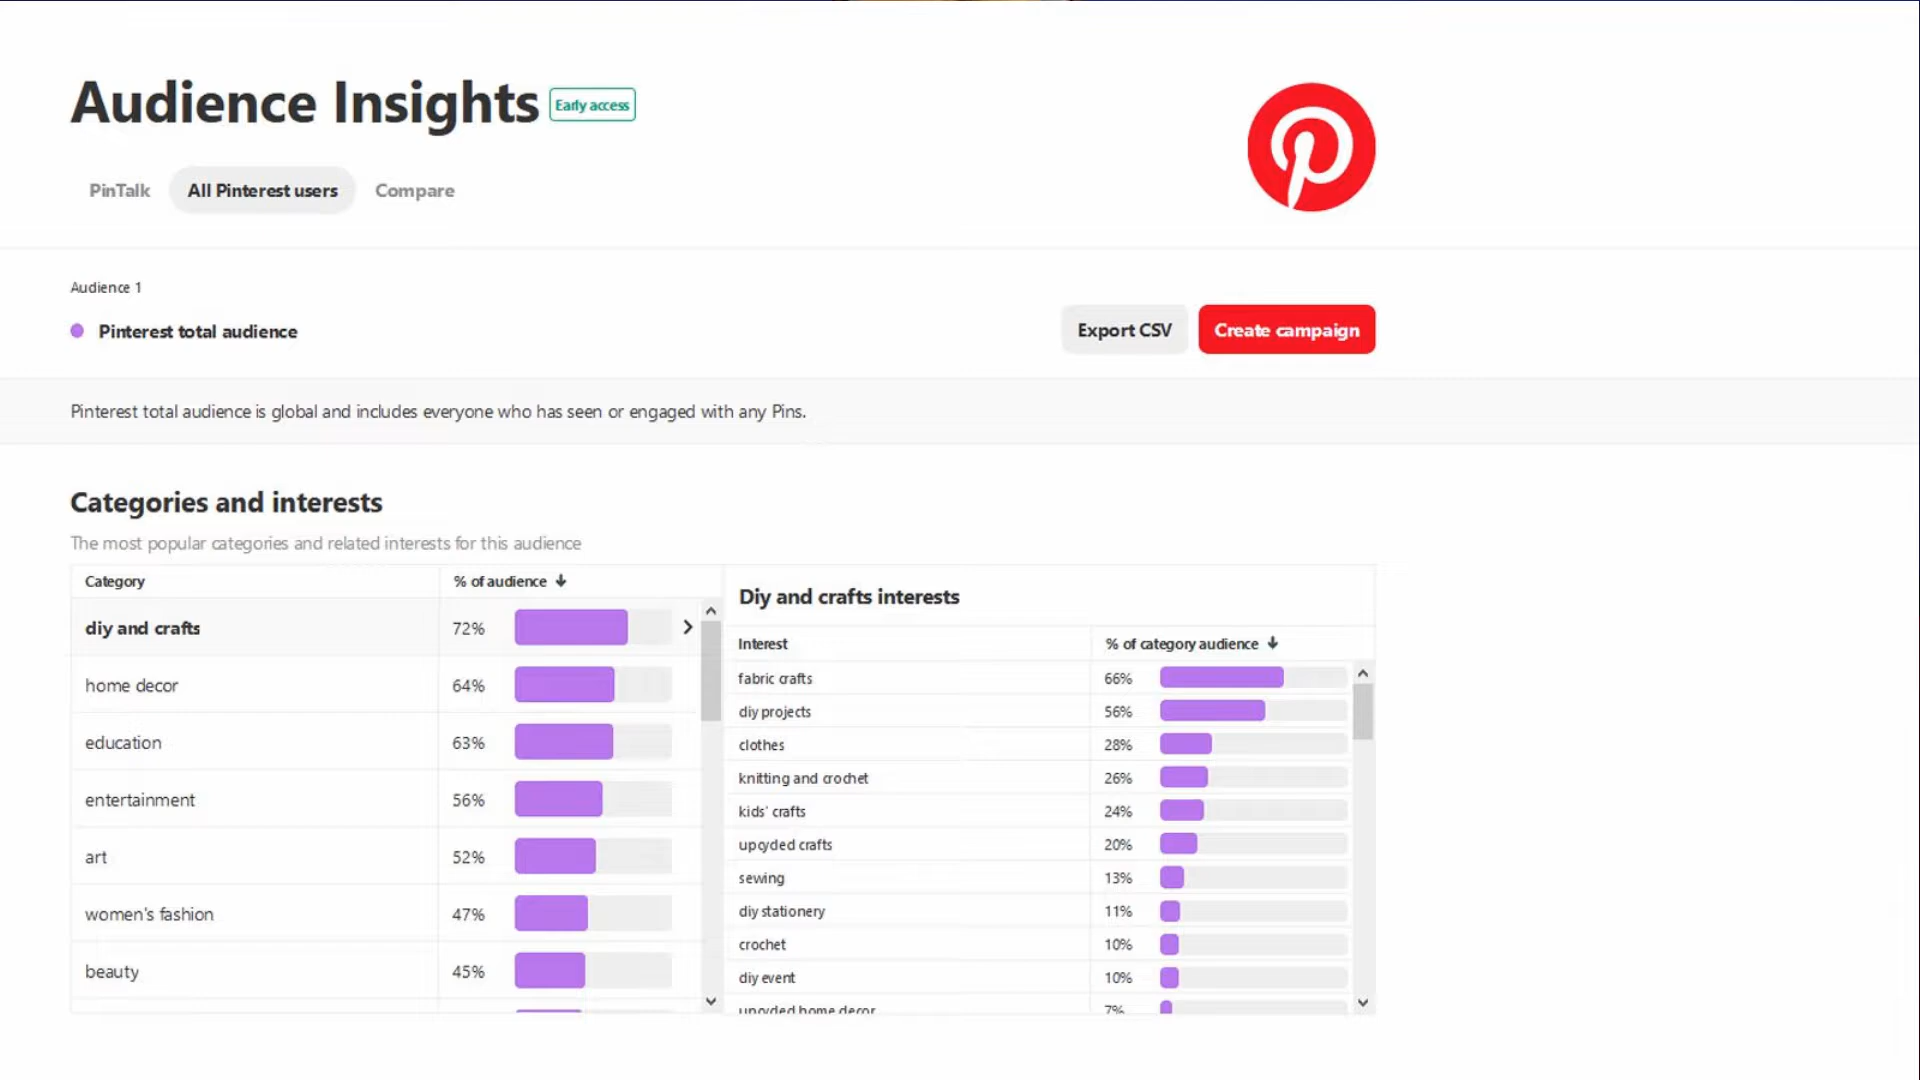 Audience Insights Early access
PinTalk All Pinterest users Compare
Audience 1
Pinterest total audience
Export CSV Create campaign
Pinterest total audience is global and includes everyone who has seen or engaged with any Pins.
Categories and interests
The most popular categories and related interests for this audience
Category % of audience
diy and crafts 72%
home decor 64%
education 63%
entertainment 56%
art 52%
women's fashion 47%
beauty 45%
Diy and crafts interests
Interest % of category audience
fabric crafts 66%
diy projects 56%
clothes 28%
knitting and crochet 26%
kids' crafts 24%
upcycled crafts 20%
sewing 13%
diy stationery 11%
crochet 10%
diy event 10%
upcycled home decor 7%